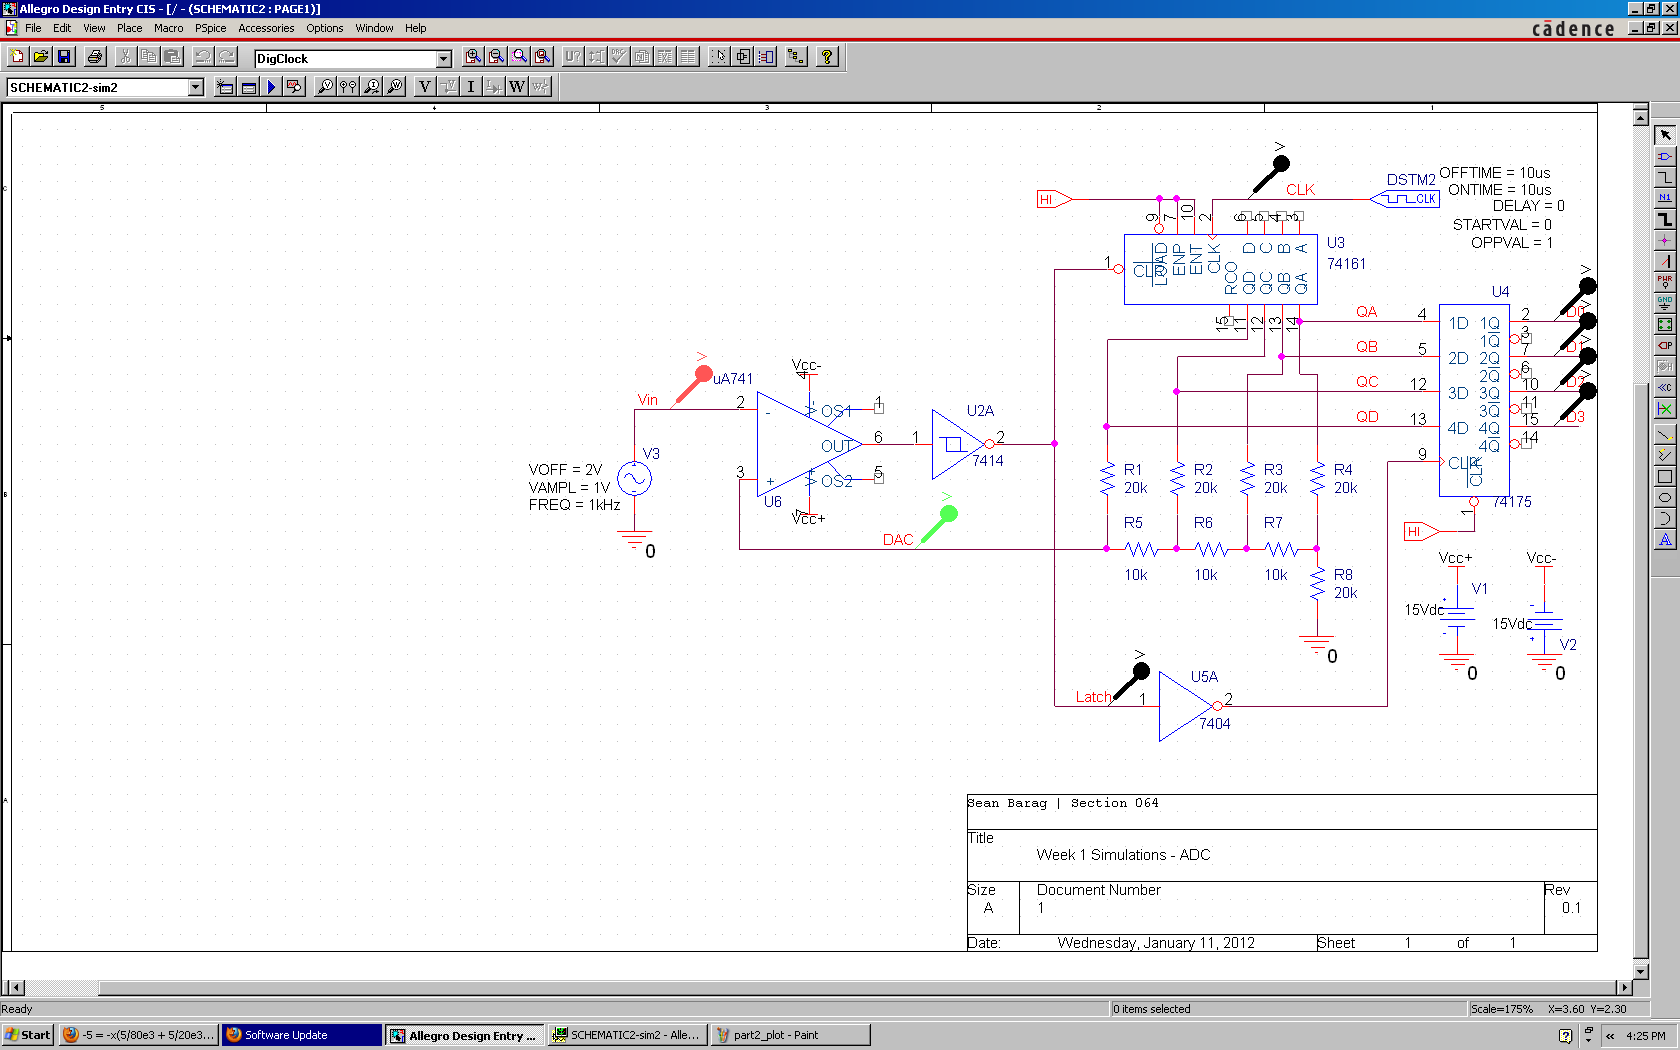 Allegro Design Entry CIS - [/ - (SCHEMATIC2 : PAGE1)]
File Edit View Place Macro PSpice Accessories Options Window Help
cādence
DigClock
SCHEMATIC2-sim2
V I W
5 4 3 2 1
C
B
A
HI
CLK
DSTM2
CLK
OFFTIME = 10us
ONTIME = 10us
DELAY = 0
STARTVAL = 0
OPPVAL = 1
9 7 10 2 6 5 4 3
LOAD ENP ENT CLK D C B A
RCO QD QC QB QA
1
U3
74161
15 11 12 13 14
U4
QA 4 1D 1Q 2 D0
1Q 3
QB 5 2D 2Q 7 D1
2Q 6
QC 12 3D 3Q 10 D2
3Q 11
QD 13 4D 4Q 15 D3
4Q 14
9 CLK
CLR
1
74175
HI
Vin
uA741
Vcc-
4
2 - V- OS1 1
OUT 6
3 + V+ OS2 5
7
Vcc+
U6
1 U2A 2
7414
V3
VOFF = 2V
VAMPL = 1V
FREQ = 1kHz
0
DAC
R1 20k
R2 20k
R3 20k
R4 20k
R5 10k
R6 10k
R7 10k
R8 20k
0
Vcc+
V1
15Vdc
0
Vcc-
15Vdc
V2
0
Latch 1 U5A 2
7404
Sean Barag | Section 064
Title
Week 1 Simulations - ADC
Size
A
Document Number
1
Rev
0.1
Date: Wednesday, January 11, 2012 Sheet 1 of 1
Ready
0 items selected
Scale=175% X=3.60 Y=2.30
Start
-5 = -x(5/80e3 + 5/20e3...
Software Update
Allegro Design Entry ...
SCHEMATIC2-sim2 - Alle...
part2_plot - Paint
4:25 PM